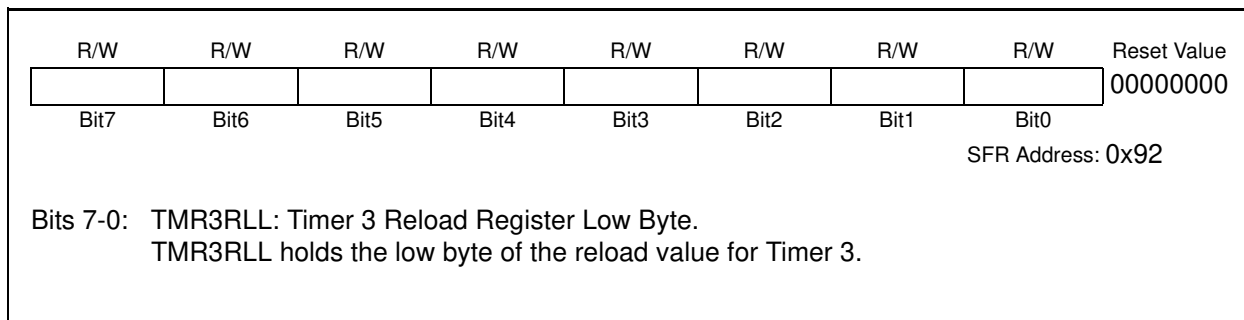 R/W R/W R/W R/W R/W R/W R/W R/W Reset Value
00000000
Bit7 Bit6 Bit5 Bit4 Bit3 Bit2 Bit1 Bit0
SFR Address: 0x92
Bits 7-0: TMR3RLL: Timer 3 Reload Register Low Byte.
TMR3RLL holds the low byte of the reload value for Timer 3.